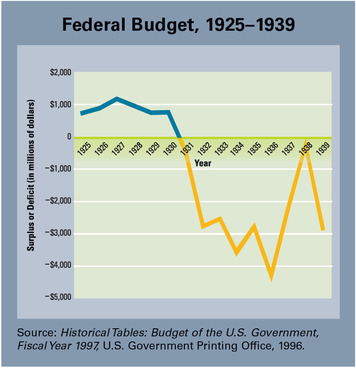 Federal Budget, 1925–1939
Surplus or Deficit (in millions of dollars)
$2,000
$1,000
0
-$1,000
-$2,000
-$3,000
-$4,000
-$5,000
1925 1926 1927 1928 1929 1930 1931 1932 1933 1934 1935 1936 1937 1938 1939
Year
Source: Historical Tables: Budget of the U.S. Government,
Fiscal Year 1997, U.S. Government Printing Office, 1996.